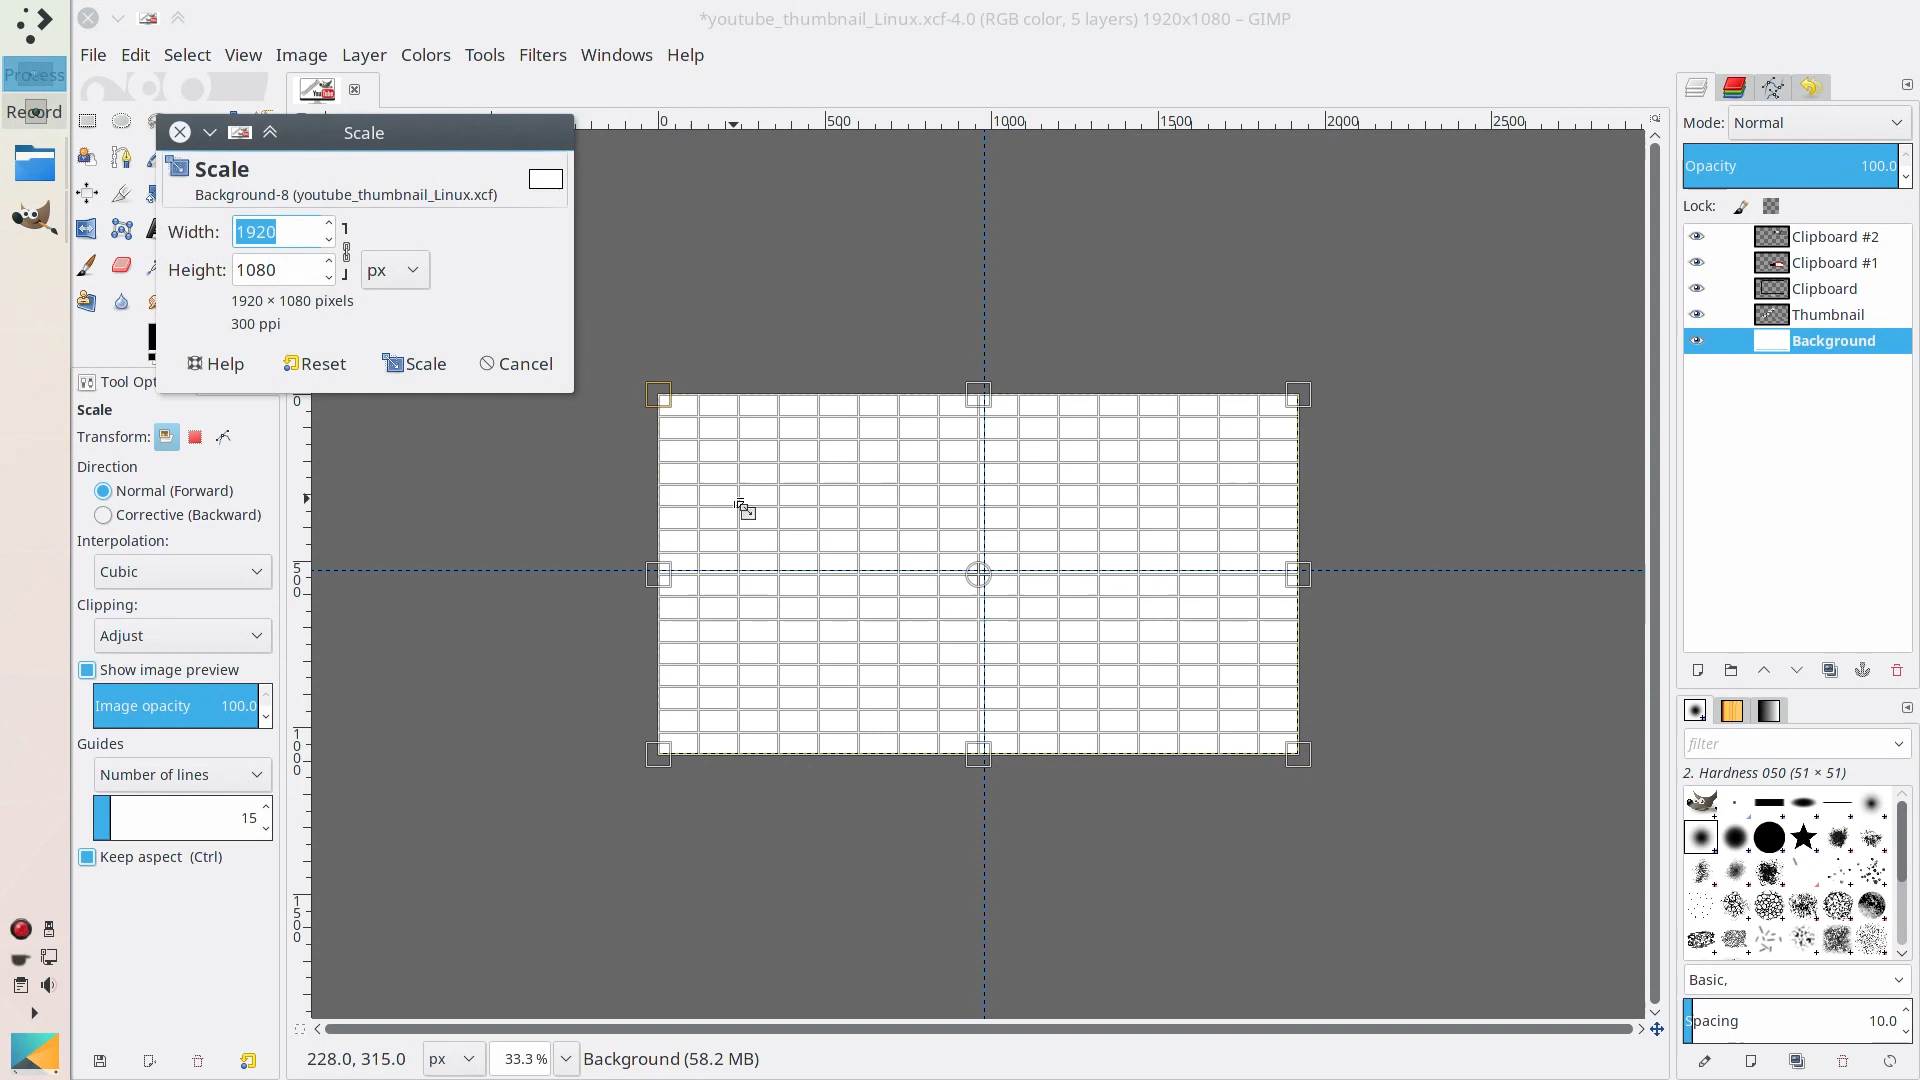 *youtube_thumbnail_Linux.xcf-4.0 (RGB color, 5 layers) 1920x1080 – GIMP
File Edit Select View Image Layer Colors Tools Filters Windows Help
Process
Record
YouTube
0 500 1000 1500 2000 2500
Scale
Scale
Background-8 (youtube_thumbnail_Linux.xcf)
Width: 1920
Height: 1080 px
1920 × 1080 pixels
300 ppi
Help Reset Scale Cancel
Tool Opt
Scale
Transform:
Direction
Normal (Forward)
Corrective (Backward)
Interpolation:
Cubic
Clipping:
Adjust
Show image preview
Image opacity 100.0
Guides
Number of lines
15
Keep aspect (Ctrl)
0
500
1000
1500
Mode: Normal
Opacity 100.0
Lock:
Clipboard #2
Clipboard #1
Clipboard
Thumbnail
Background
filter
2. Hardness 050 (51 × 51)
Basic,
Spacing 10.0
228.0, 315.0 px 33.3 % Background (58.2 MB)